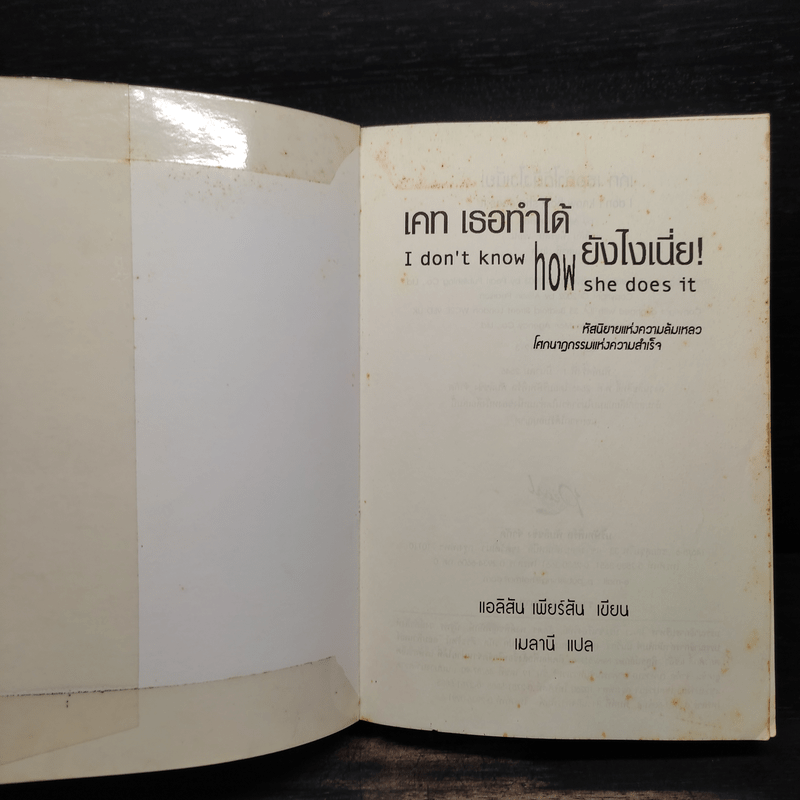 เคท เธอทำได้
ยังไงเนี่ย!
I don't know how she does it
หัสนิยายแห่งความล้มเหลว
โศกนาฏกรรมแห่งความสำเร็จ
แอลิสัน เพียร์สัน เขียน
เมลานี แปล